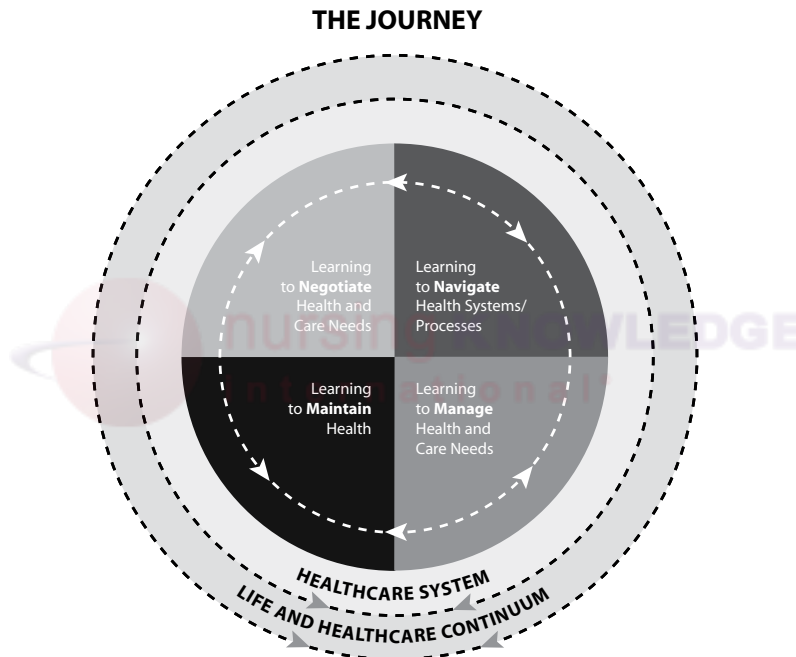 THE JOURNEY
Learning
to Negotiate
Health and
Care Needs
Learning
to Navigate
Health Systems/
Processes
Learning
to Maintain
Health
Learning
to Manage
Health and
Care Needs
nursing KNOWLEDGE
international
HEALTHCARE SYSTEM
LIFE AND HEALTHCARE CONTINUUM